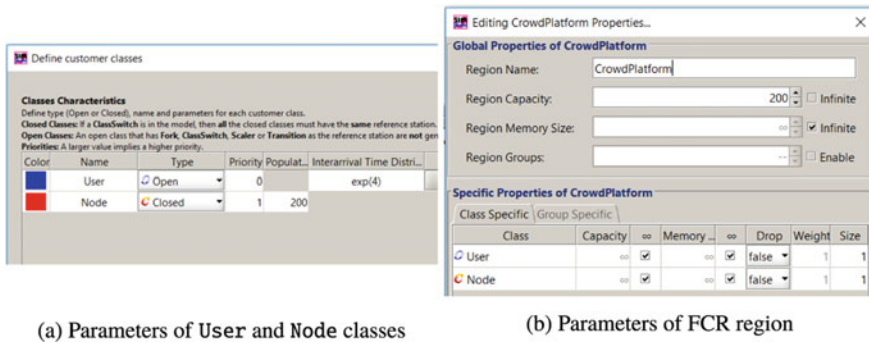 Define customer classes
Classes Characteristics
Define type (Open or Closed), name and parameters for each customer class.
Closed Classes: If a ClassSwitch is in the model, then all the closed classes must have the same reference station.
Open Classes: An open class that has Fork, ClassSwitch, Scaler or Transition as the reference station are not gen
Priorities: A larger value implies a higher priority.
Color Name Type Priority Populat... Interarrival Time Distri...
User Open 0 exp(4)
Node Closed 1 200
(a) Parameters of User and Node classes
Editing CrowdPlatform Properties...
Global Properties of CrowdPlatform
Region Name: CrowdPlatform
Region Capacity: 200 Infinite
Region Memory Size: ∞ Infinite
Region Groups: -- Enable
Specific Properties of CrowdPlatform
Class Specific Group Specific
Class Capacity ∞ Memory ... ∞ Drop Weight Size
User ∞ ∞ false 1 1
Node ∞ ∞ false 1 1
(b) Parameters of FCR region